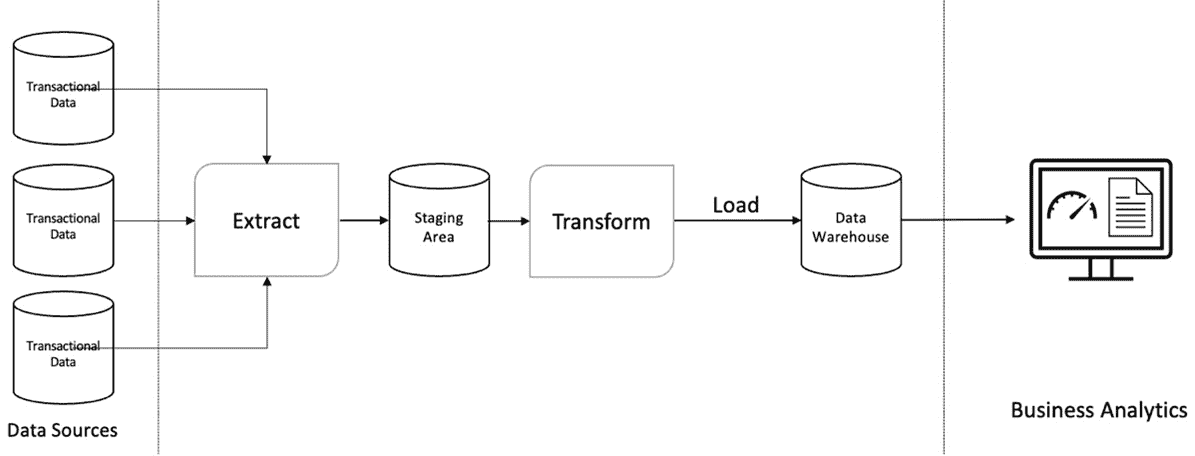 Transactional
Data
Transactional
Data
Transactional
Data
Data Sources
Extract
Staging
Area
Transform
Load
Data
Warehouse
Business Analytics